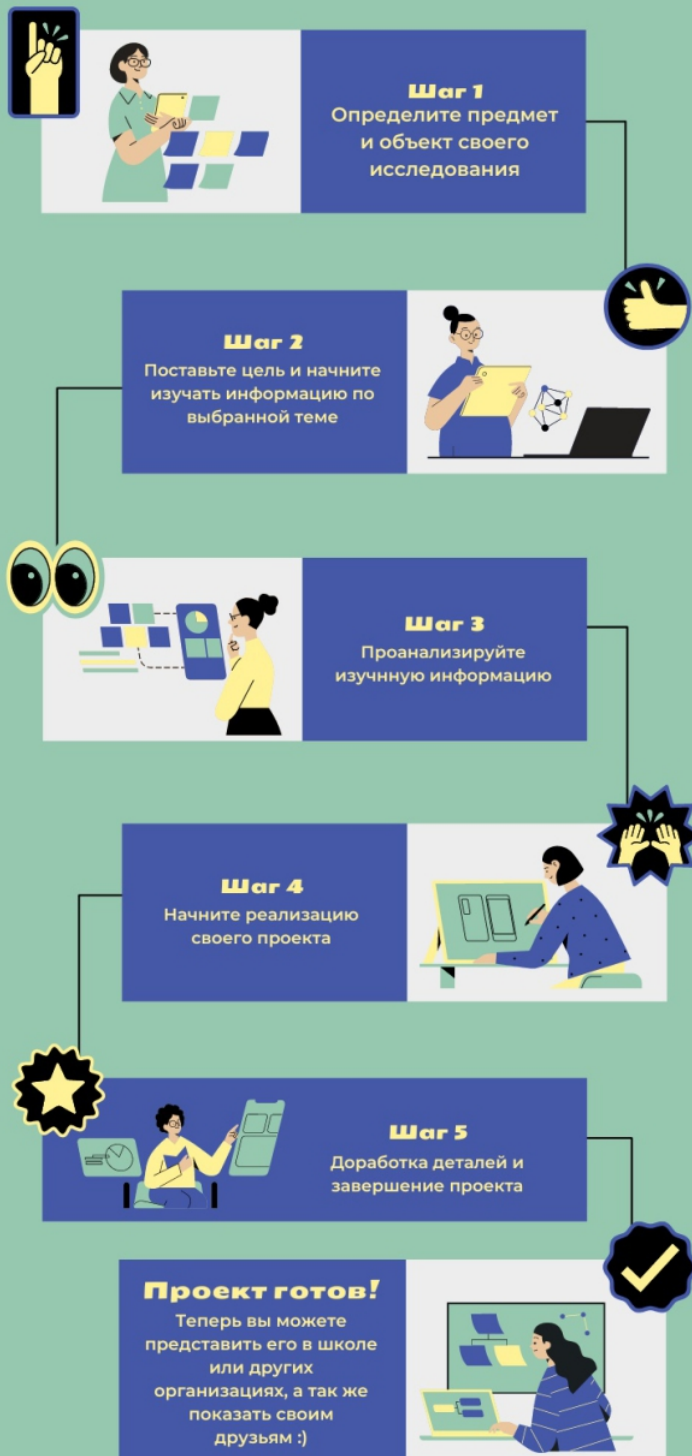 Шаг 1
Определите предмет
и объект своего
исследования
Шаг 2
Поставьте цель и начните
изучать информацию по
выбранной теме
Шаг 3
Проанализируйте
изучнную информацию
Шаг 4
Начните реализацию
своего проекта
Шаг 5
Доработка деталей и
завершение проекта
Проект готов!
Теперь вы можете
представить его в школе
или других
организациях, а так же
показать своим
друзьям :)